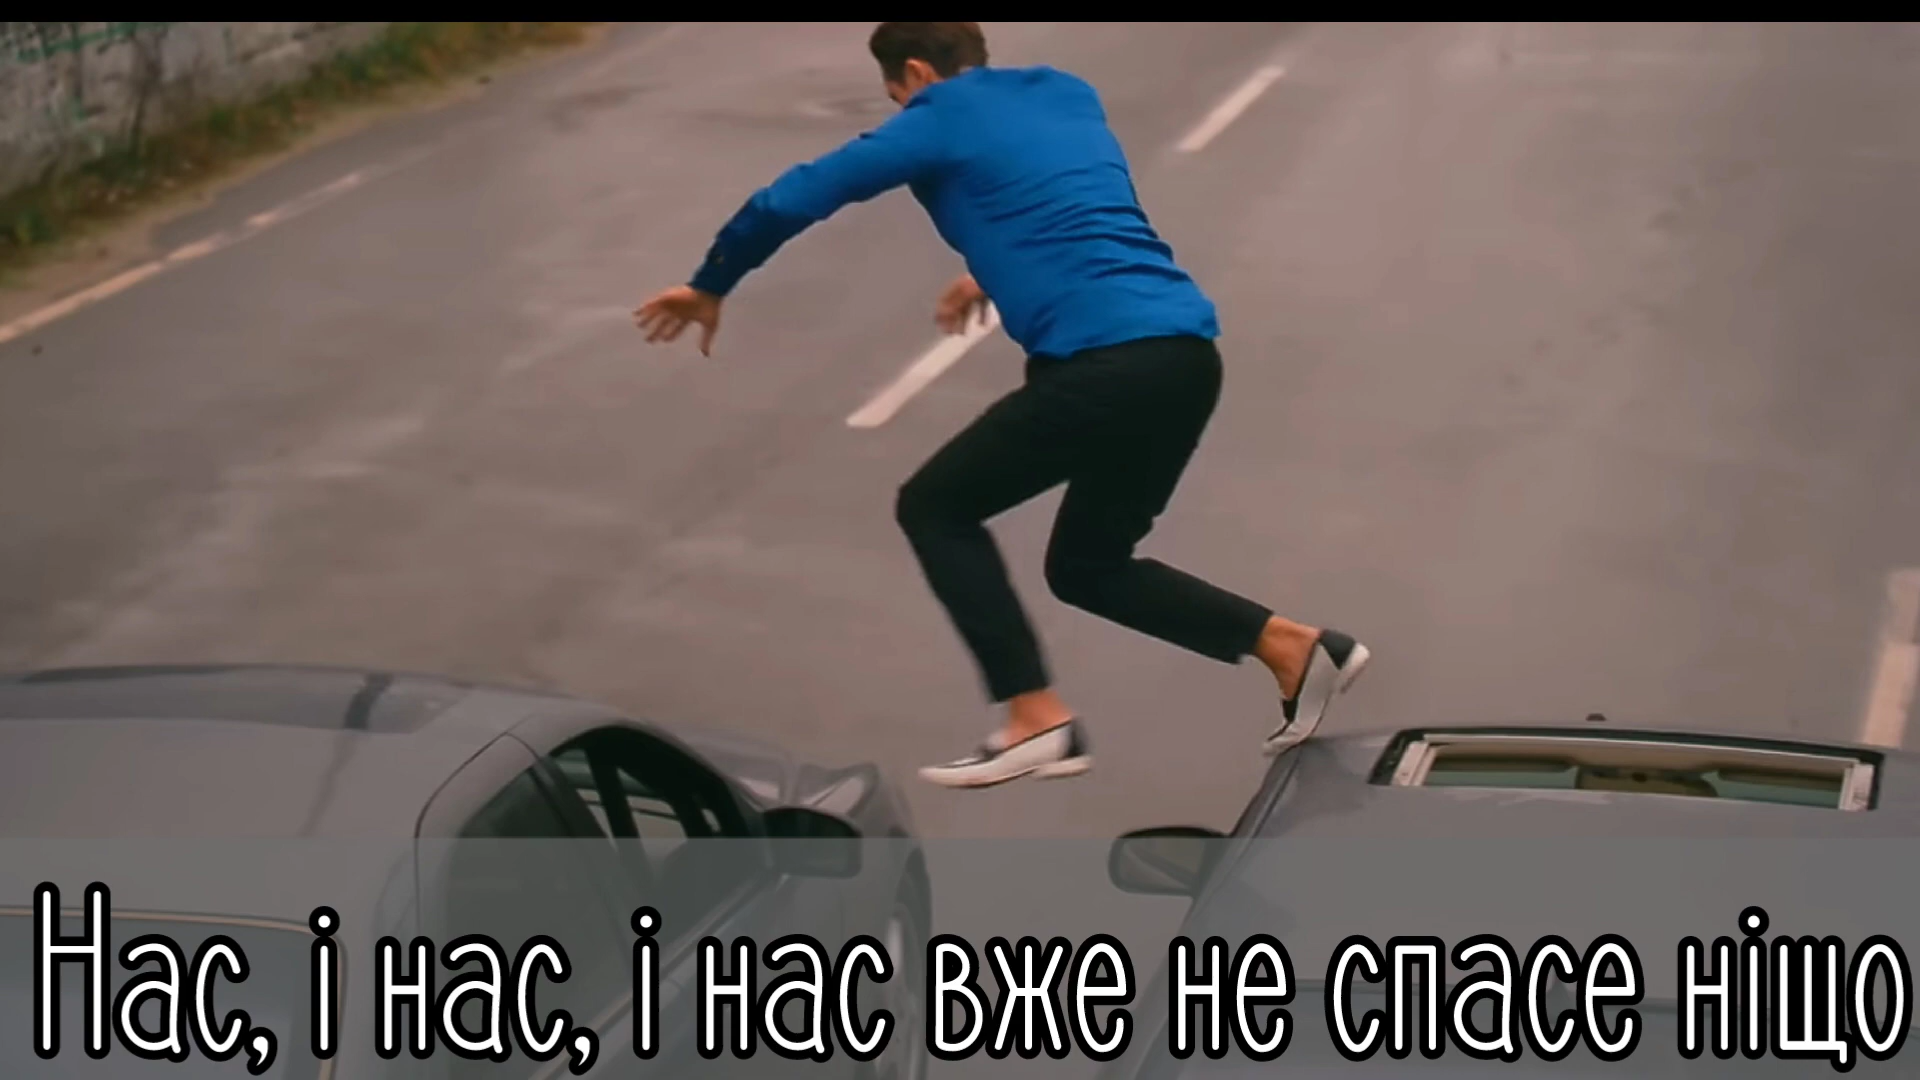 Нас, і нас, і нас вже не спасе ніщо